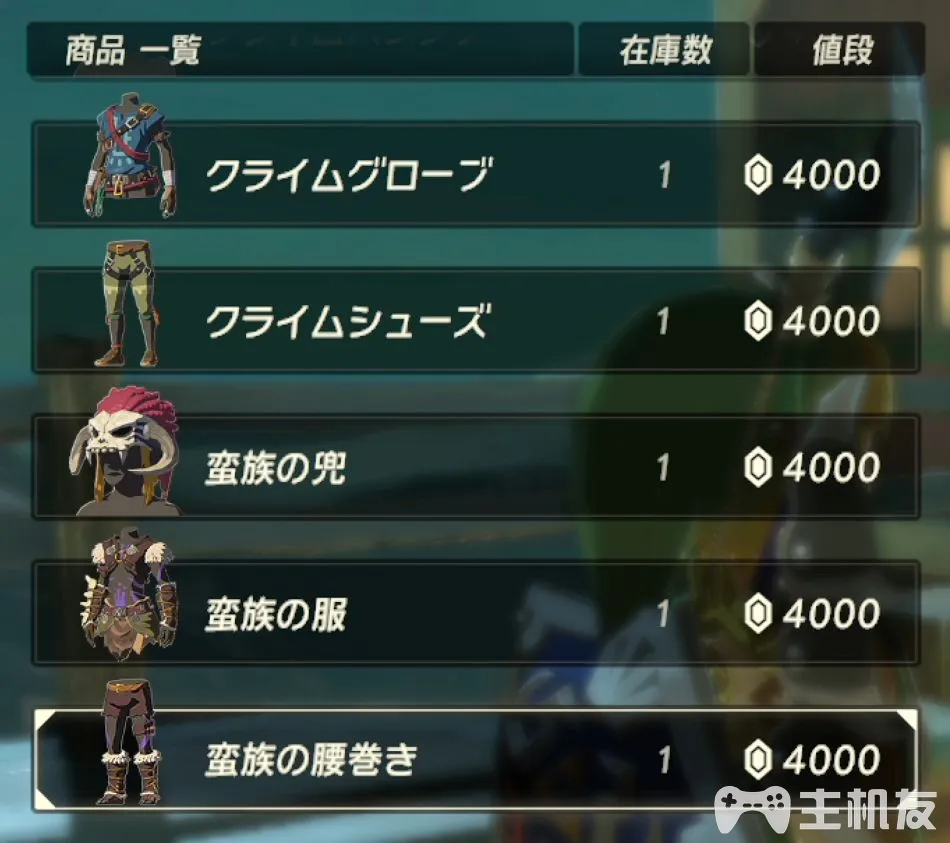 商品 一覧 在庫数 値段
クライムグローブ 1 4000
クライムシューズ 1 4000
蛮族の兜 1 4000
蛮族の服 1 4000
蛮族の腰巻き 1 4000
主机友